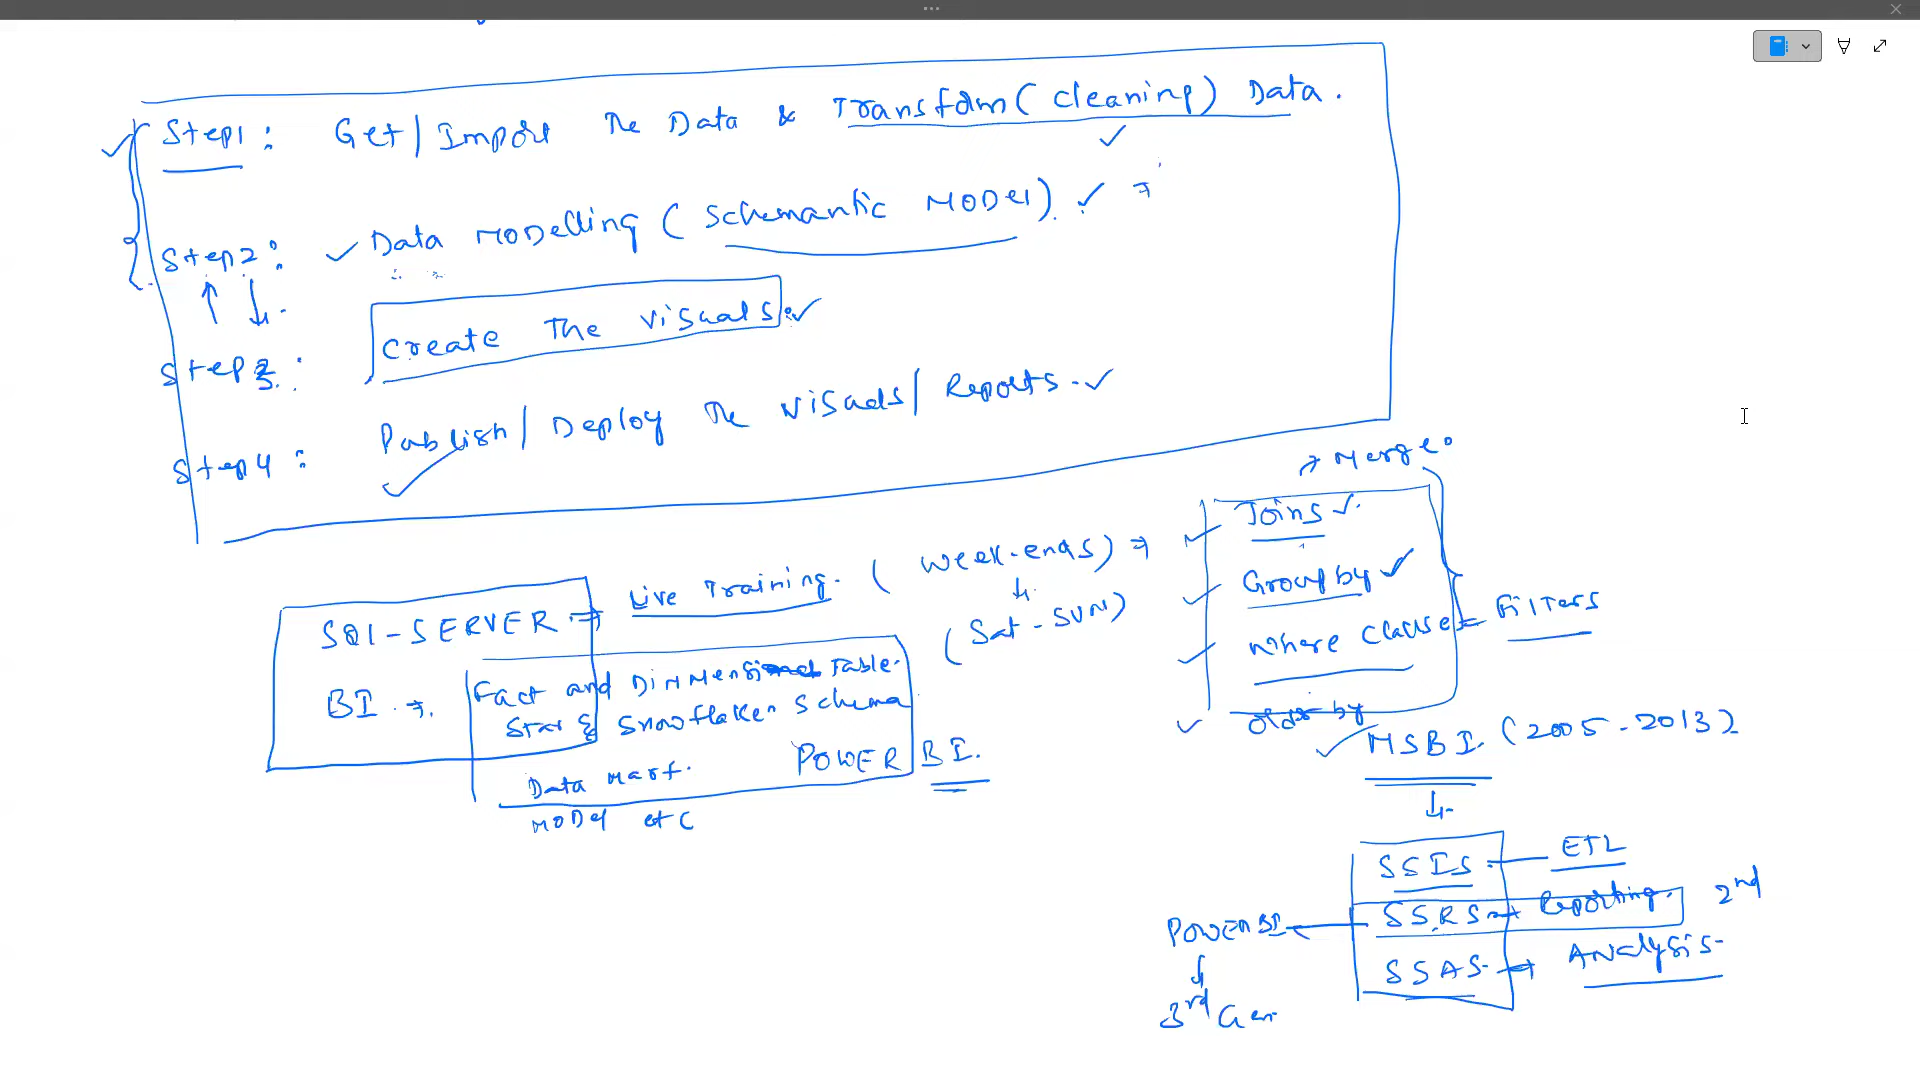 Step1 : Get/Import The Data & Transform (cleaning) Data.
Step2 : Data Modelling (Schemantic Model).
Step3 : Create The Visuals.
Step4 : Publish/Deploy The Visuals/Reports.
→ Merge.
Joins
Group by
Where Clause = Filters
Order by
SQl-SERVER → Live Training. (Week-ends) →
(Sat-SUN)
BI →. Fact and Dimmensional Table.
Star & Snowflake. Schema
Data Mart. POWER BI.
Model etc
MSBI. (2005-2013)
SSIS - ETL
POWER BI ← SSRS → Reporting. 2nd
SSAS → Analysis
3rd Gen